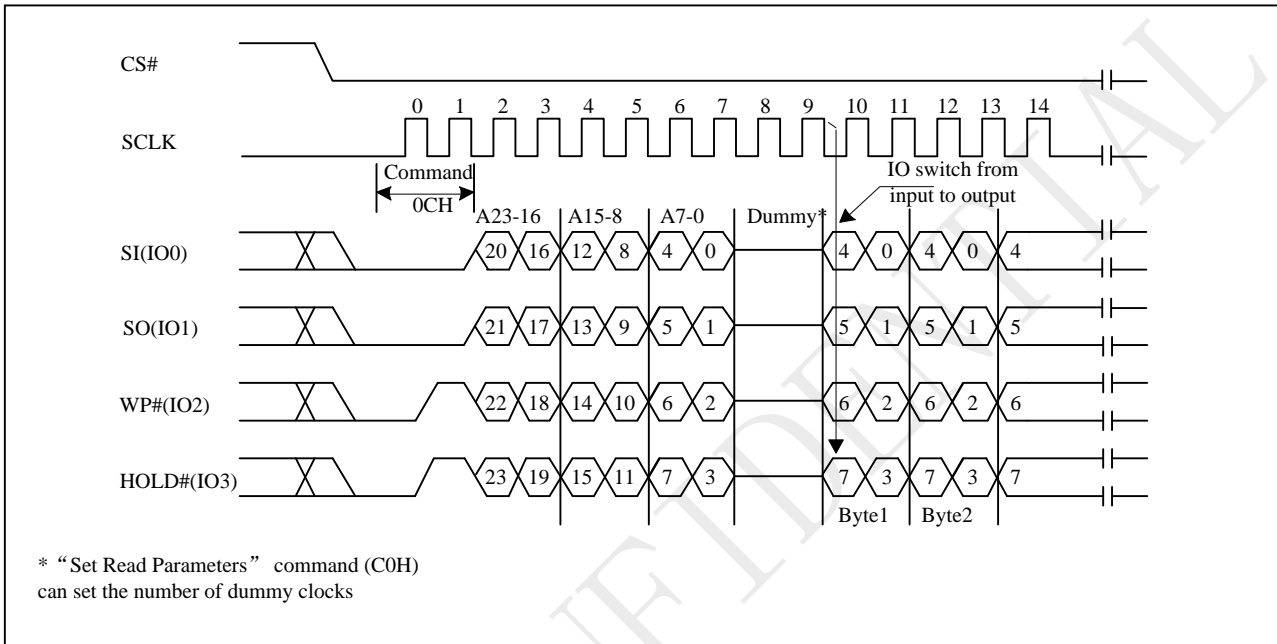 CS#
0 1 2 3 4 5 6 7 8 9 10 11 12 13 14
SCLK
Command
0CH
IO switch from
input to output
A23-16 A15-8 A7-0 Dummy*
SI(IO0) 20 16 12 8 4 0 4 0 4 0 4
SO(IO1) 21 17 13 9 5 1 5 1 5 1 5
WP#(IO2) 22 18 14 10 6 2 6 2 6 2 6
HOLD#(IO3) 23 19 15 11 7 3 7 3 7 3 7
Byte1 Byte2
* “Set Read Parameters” command (C0H)
can set the number of dummy clocks
NFIDENTIAL